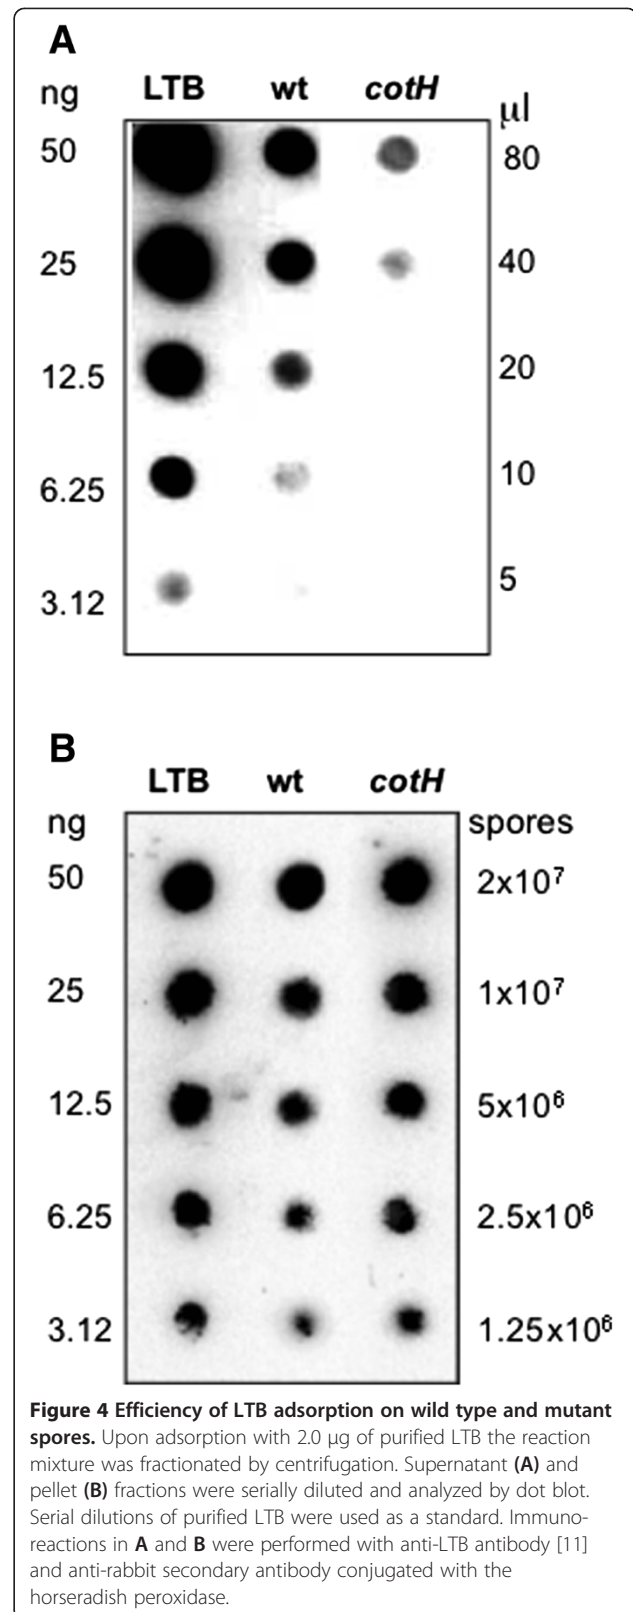 A
ng LTB wt cotH µl
50 80
25 40
12.5 20
6.25 10
3.12 5
B
LTB wt cotH
ng spores
50 2x10⁷
25 1x10⁷
12.5 5x10⁶
6.25 2.5x10⁶
3.12 1.25x10⁶
Figure 4 Efficiency of LTB adsorption on wild type and mutant
spores. Upon adsorption with 2.0 µg of purified LTB the reaction
mixture was fractionated by centrifugation. Supernatant (A) and
pellet (B) fractions were serially diluted and analyzed by dot blot.
Serial dilutions of purified LTB were used as a standard. Immuno-
reactions in A and B were performed with anti-LTB antibody [11]
and anti-rabbit secondary antibody conjugated with the
horseradish peroxidase.